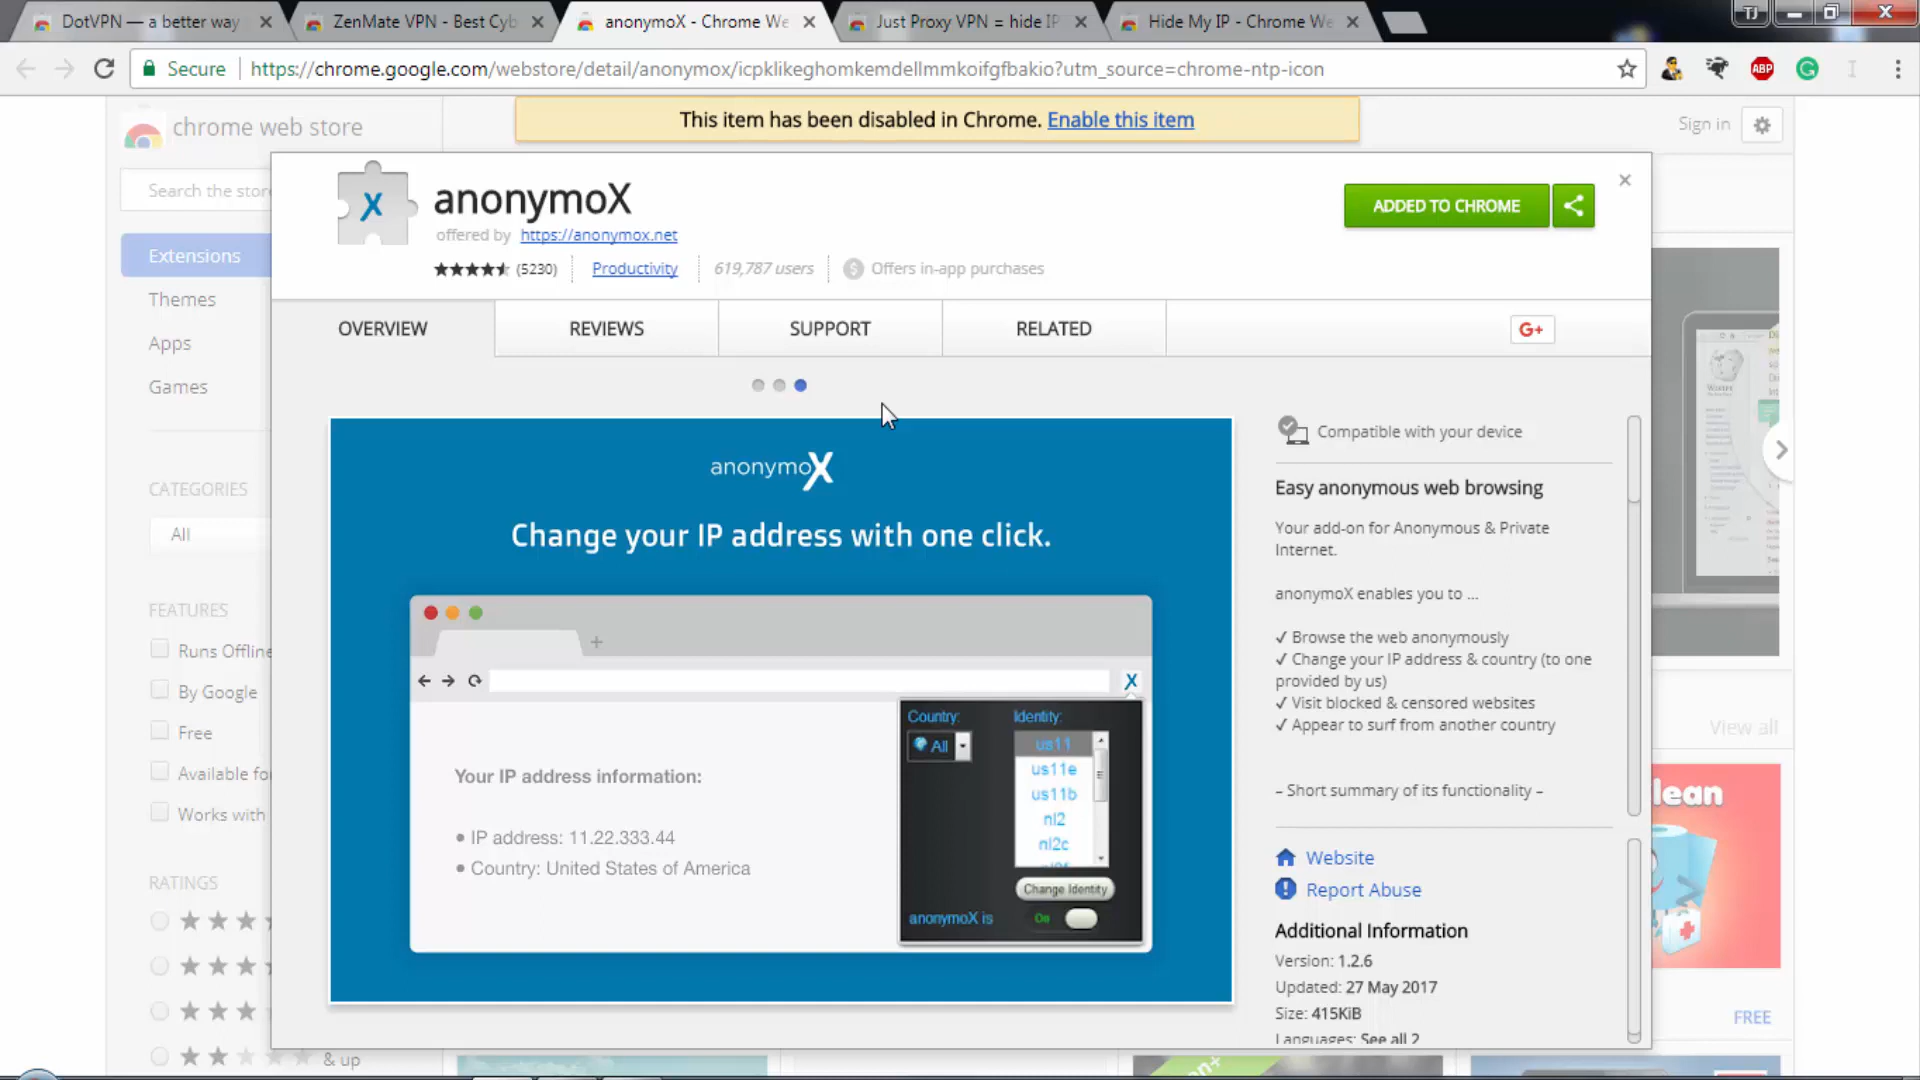 DotVPN — a better way
ZenMate VPN - Best Cyb
anonymoX - Chrome We
Just Proxy VPN = hide IP
Hide My IP - Chrome We
TJ
Secure
https://chrome.google.com/webstore/detail/anonymox/icpklikeghomkemdellmmkoifgfbakio?utm_source=chrome-ntp-icon
ABP
This item has been disabled in Chrome. Enable this item
chrome web store
Sign in
Search the store
Extensions
Themes
Apps
Games
CATEGORIES
All
FEATURES
Runs Offline
By Google
Free
Available fo
Works with
RATINGS
& up
X
anonymoX
offered by https://anonymox.net
(5230)
Productivity
619,787 users
Offers in-app purchases
ADDED TO CHROME
OVERVIEW
REVIEWS
SUPPORT
RELATED
G+
anonymoX
Change your IP address with one click.
X
Your IP address information:
• IP address: 11.22.333.44
• Country: United States of America
Country:
Identity:
All
us11
us11e
us11b
nl2
nl2c
Change Identity
anonymoX is
On
Compatible with your device
Easy anonymous web browsing
Your add-on for Anonymous & Private
Internet.
anonymoX enables you to ...
✓ Browse the web anonymously
✓ Change your IP address & country (to one
provided by us)
✓ Visit blocked & censored websites
✓ Appear to surf from another country
– Short summary of its functionality –
Website
Report Abuse
Additional Information
Version: 1.2.6
Updated: 27 May 2017
Size: 415KiB
Languages: See all 2
View all
lean
FREE